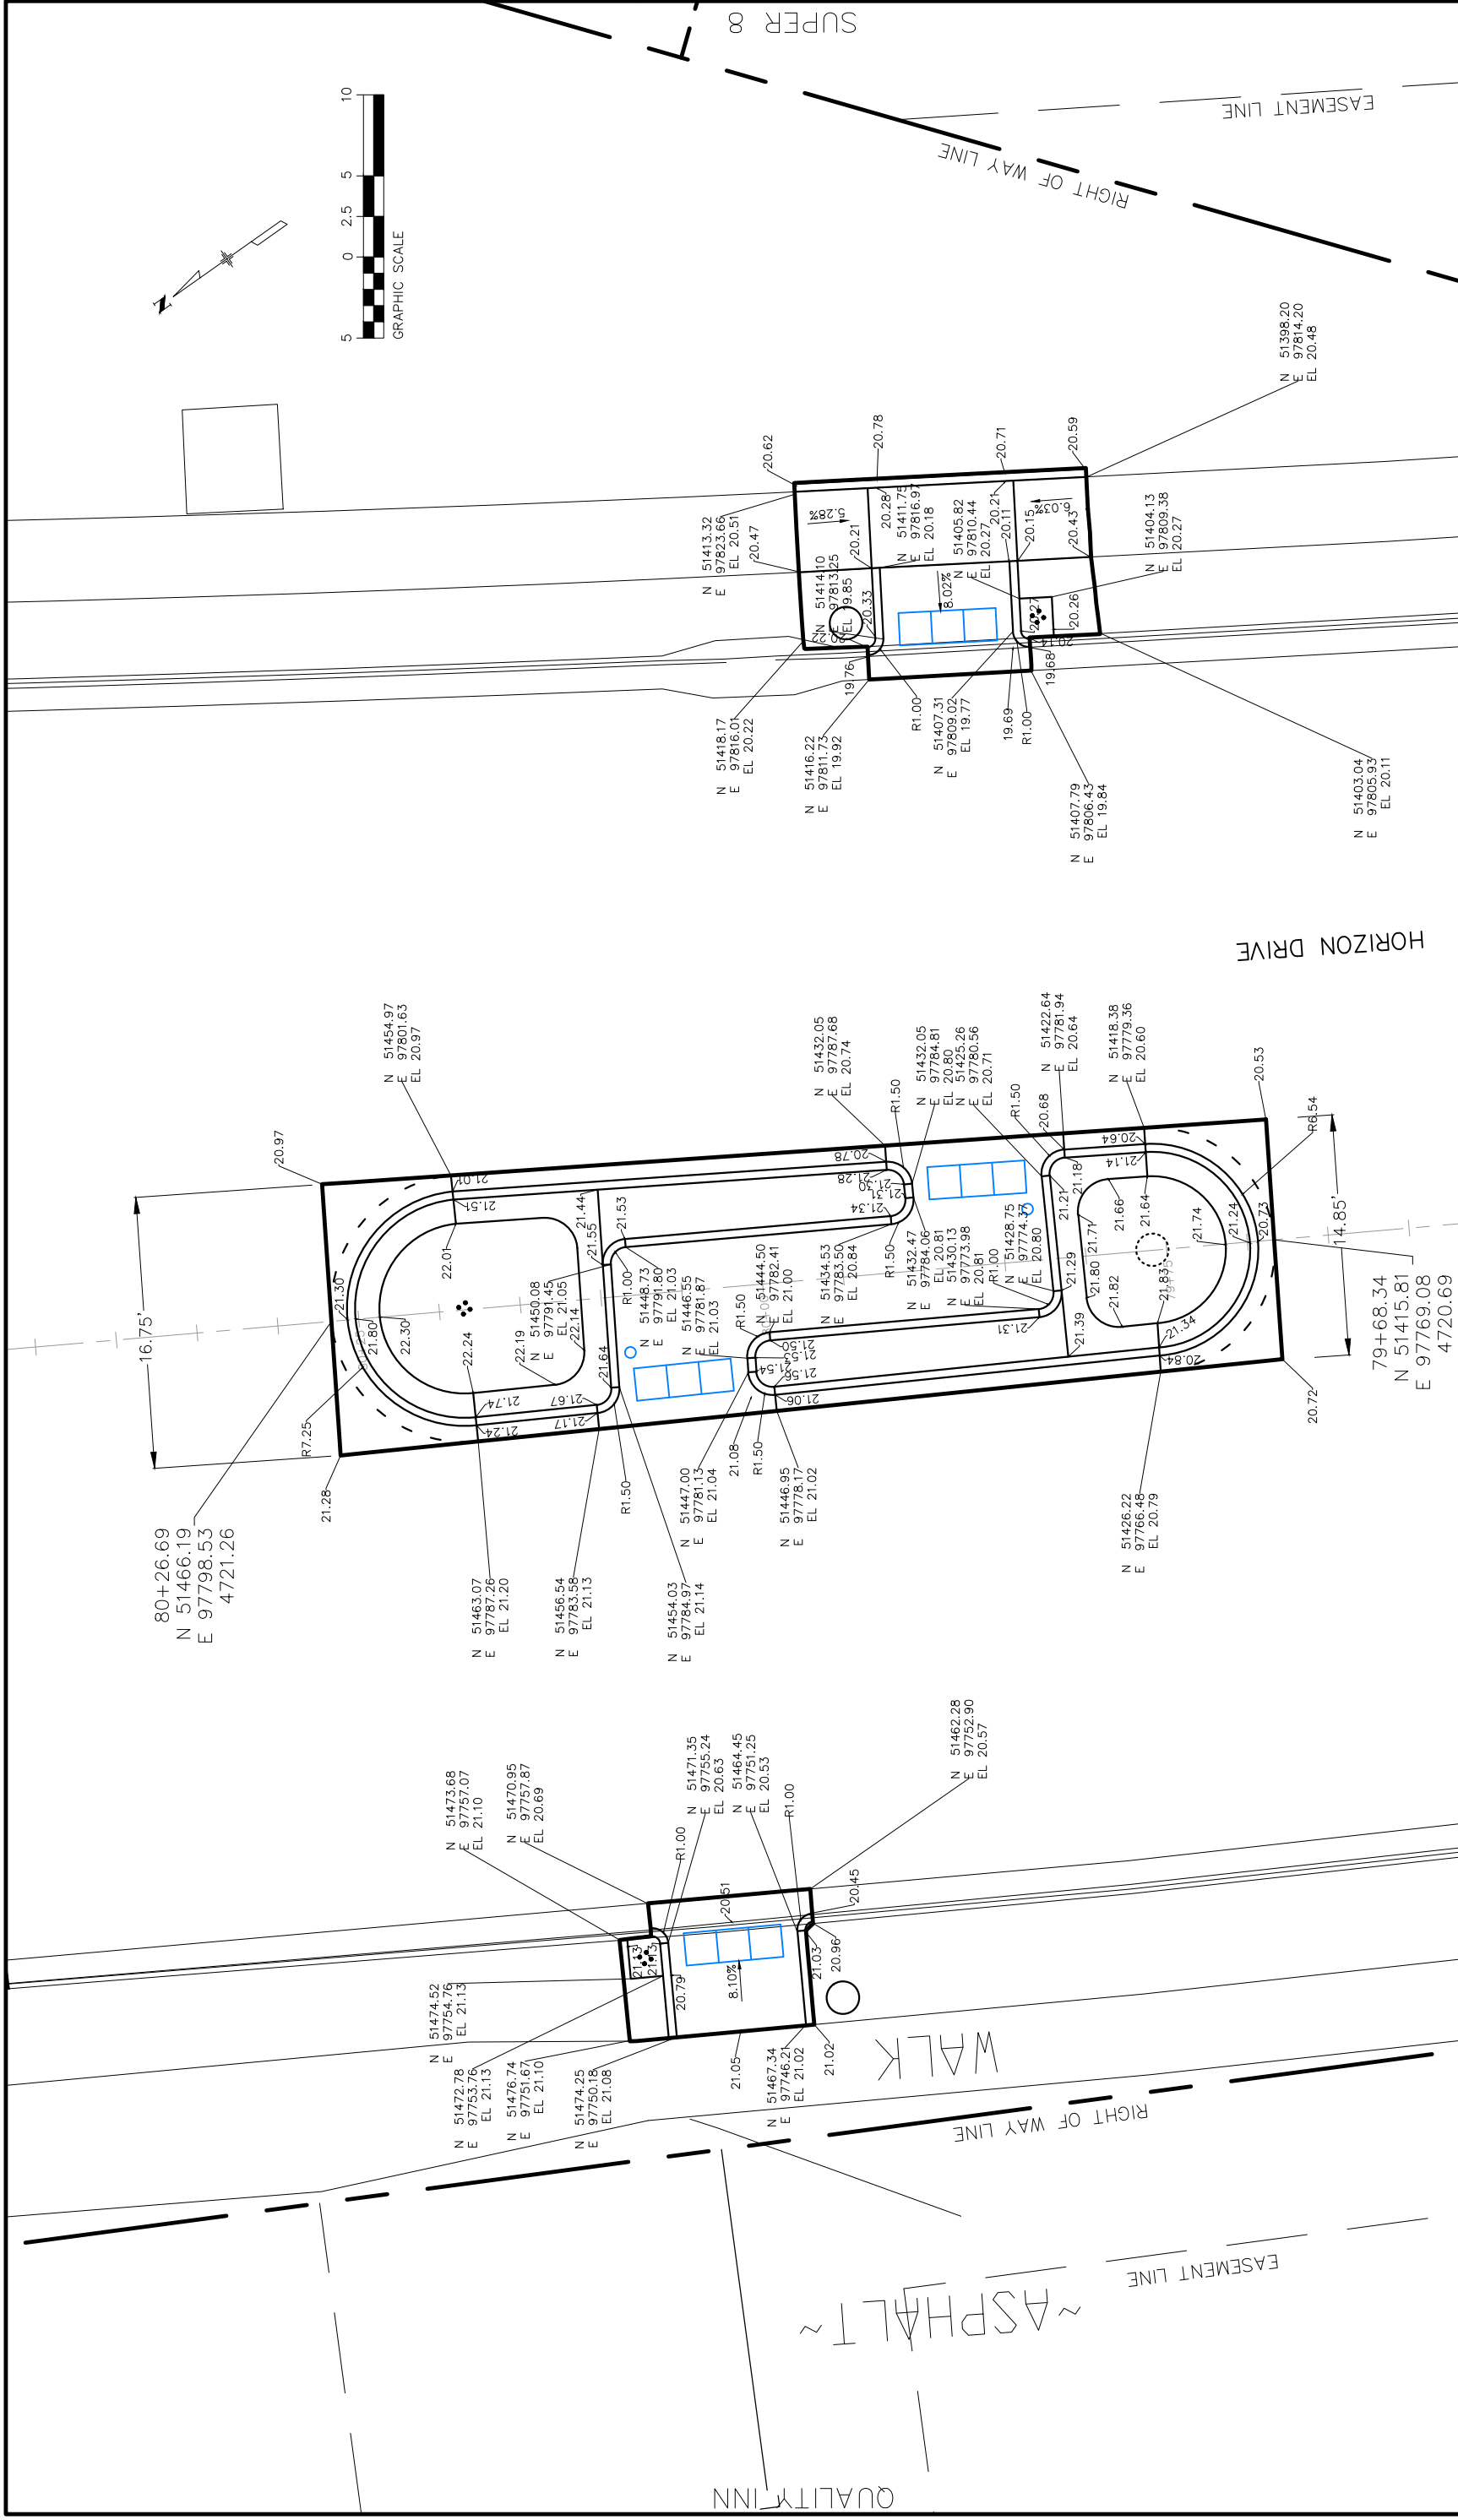 SUPER 8
EASEMENT LINE
RIGHT OF WAY LINE
N
5
0
2.5
5
10
GRAPHIC SCALE
N 51398.20
E 97814.20
EL 20.48
20.62
20.78
20.71
20.59
N 51413.32
E 97823.66
EL 20.51
20.47
5.28%
20.21
20.28
N 51411.75
E 97816.97
EL 20.18
N 51405.82
E 97810.44
EL 20.27
20.21
20.11
20.15
6.03%
20.43
N 51404.13
E 97809.38
EL 20.27
N 51414.10
E 97813.25
EL 19.85
20.33
20.22
8.02%
20.27
20.26
20.14
19.76
19.68
R1.00
19.69
R1.00
N 51418.17
E 97816.01
EL 20.22
N 51416.22
E 97811.73
EL 19.92
N 51407.31
E 97809.02
EL 19.77
N 51407.79
E 97806.43
EL 19.84
N 51403.04
E 97805.93
EL 20.11
HORIZON DRIVE
N 51454.97
E 97801.63
EL 20.97
N 51432.05
E 97787.68
EL 20.74
N 51432.05
E 97784.81
EL 20.80
N 51425.26
E 97780.56
EL 20.71
N 51422.64
E 97781.94
EL 20.64
N 51418.38
E 97779.36
EL 20.60
20.97
R1.50
R1.50
20.68
20.53
R6.54
16.75'
14.85'
21.01
21.51
22.01
21.44
21.55
21.53
20.78
21.28
21.30
21.31
21.34
20.64
21.14
21.18
21.21
21.66
21.64
21.71
21.74
21.24
20.73
21.30
21.80
22.30
22.24
22.19
N 51450.08
E 97791.45
EL 21.05
22.14
R1.00
N 51448.73
E 97791.80
EL 21.03
N 51446.55
E 97781.87
EL 21.03
R1.50
N 51444.50
E 97782.41
EL 21.00
N 51434.53
E 97783.50
EL 20.84
R1.50
N 51432.47
E 97784.06
EL 20.81
N 51430.13
E 97773.98
EL 20.81
R1.00
N 51428.75
E 97774.37
EL 20.80
21.29
21.80
21.82
21.83
21.31
21.39
21.34
20.84
21.64
21.67
21.17
21.74
21.24
21.50
21.54
21.56
21.06
R7.25
21.28
R1.50
21.08
R1.50
20.72
79+68.34
N 51415.81
E 97769.08
4720.69
80+26.69
N 51466.19
E 97798.53
4721.26
N 51463.07
E 97787.26
EL 21.20
N 51456.54
E 97783.58
EL 21.13
N 51454.03
E 97784.97
EL 21.14
N 51447.00
E 97781.13
EL 21.04
N 51446.95
E 97778.17
EL 21.02
N 51426.22
E 97766.48
EL 20.79
N 51473.68
E 97757.07
EL 21.10
N 51470.95
E 97757.87
EL 20.69
N 51471.35
E 97755.24
EL 20.63
N 51464.45
E 97751.25
EL 20.53
N 51462.28
E 97752.90
EL 20.57
R1.00
R1.00
20.51
20.45
21.13
21.13
20.79
8.10%
21.03
20.96
N 51474.52
E 97754.76
EL 21.13
N 51472.78
E 97753.76
EL 21.13
N 51476.74
E 97751.67
EL 21.10
N 51474.25
E 97750.18
EL 21.08
21.05
N 51467.34
E 97746.21
EL 21.02
21.02
WALK
RIGHT OF WAY LINE
EASEMENT LINE
~ASPHALT~
QUALITY INN